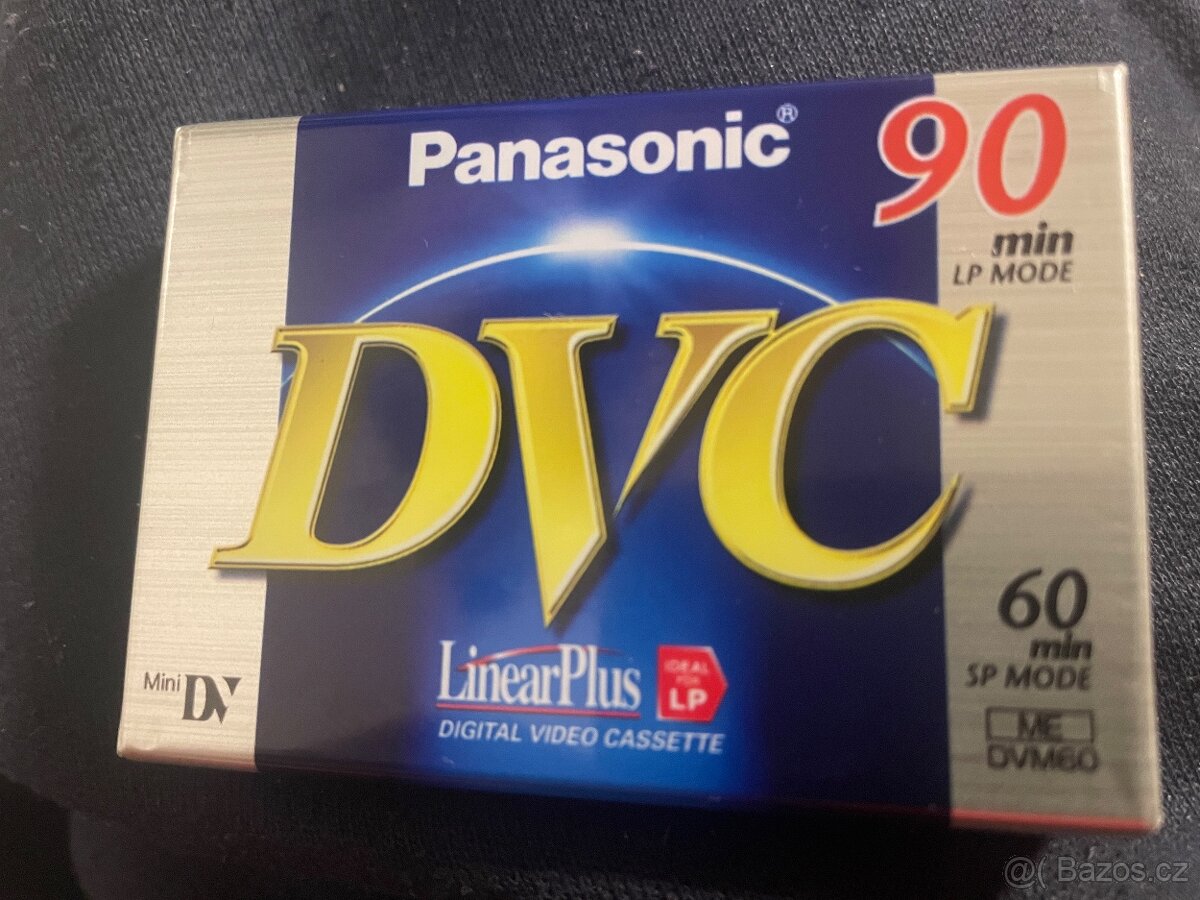 Panasonic®
90
min
LP MODE
DVC
60
min
SP MODE
Mini DV
LinearPlus
IDEAL
FOR
LP
DIGITAL VIDEO CASSETTE
ME
DVM60
@( Bazos.cz